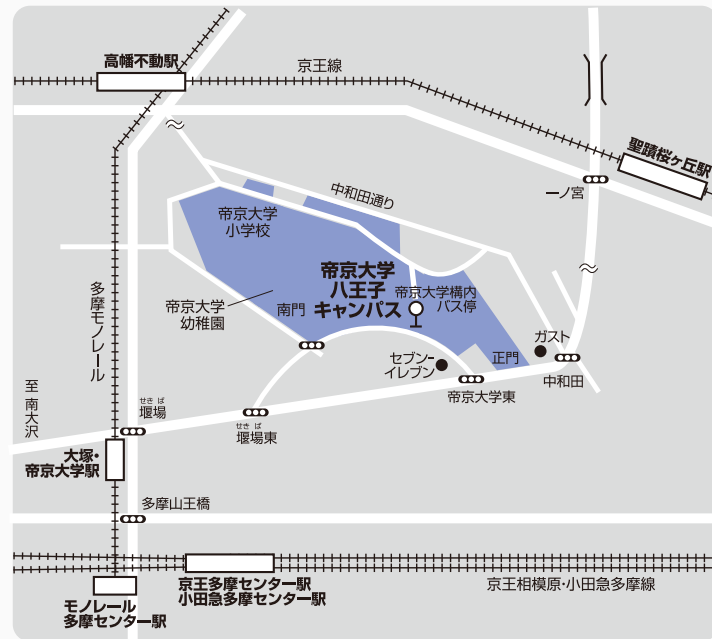 高幡不動駅
京王線
聖蹟桜ヶ丘駅
一ノ宮
中和田通り
帝京大学
小学校
帝京大学
八王子
キャンパス
帝京大学構内
バス停
帝京大学
幼稚園
南門
多摩モノレール
ガスト
正門
セブン-
イレブン
中和田
帝京大学東
至 南大沢
せき ば
堰場
せき ば
堰場東
大塚・
帝京大学駅
多摩山王橋
京王多摩センター駅
小田急多摩センター駅
京王相模原・小田急多摩線
モノレール
多摩センター駅